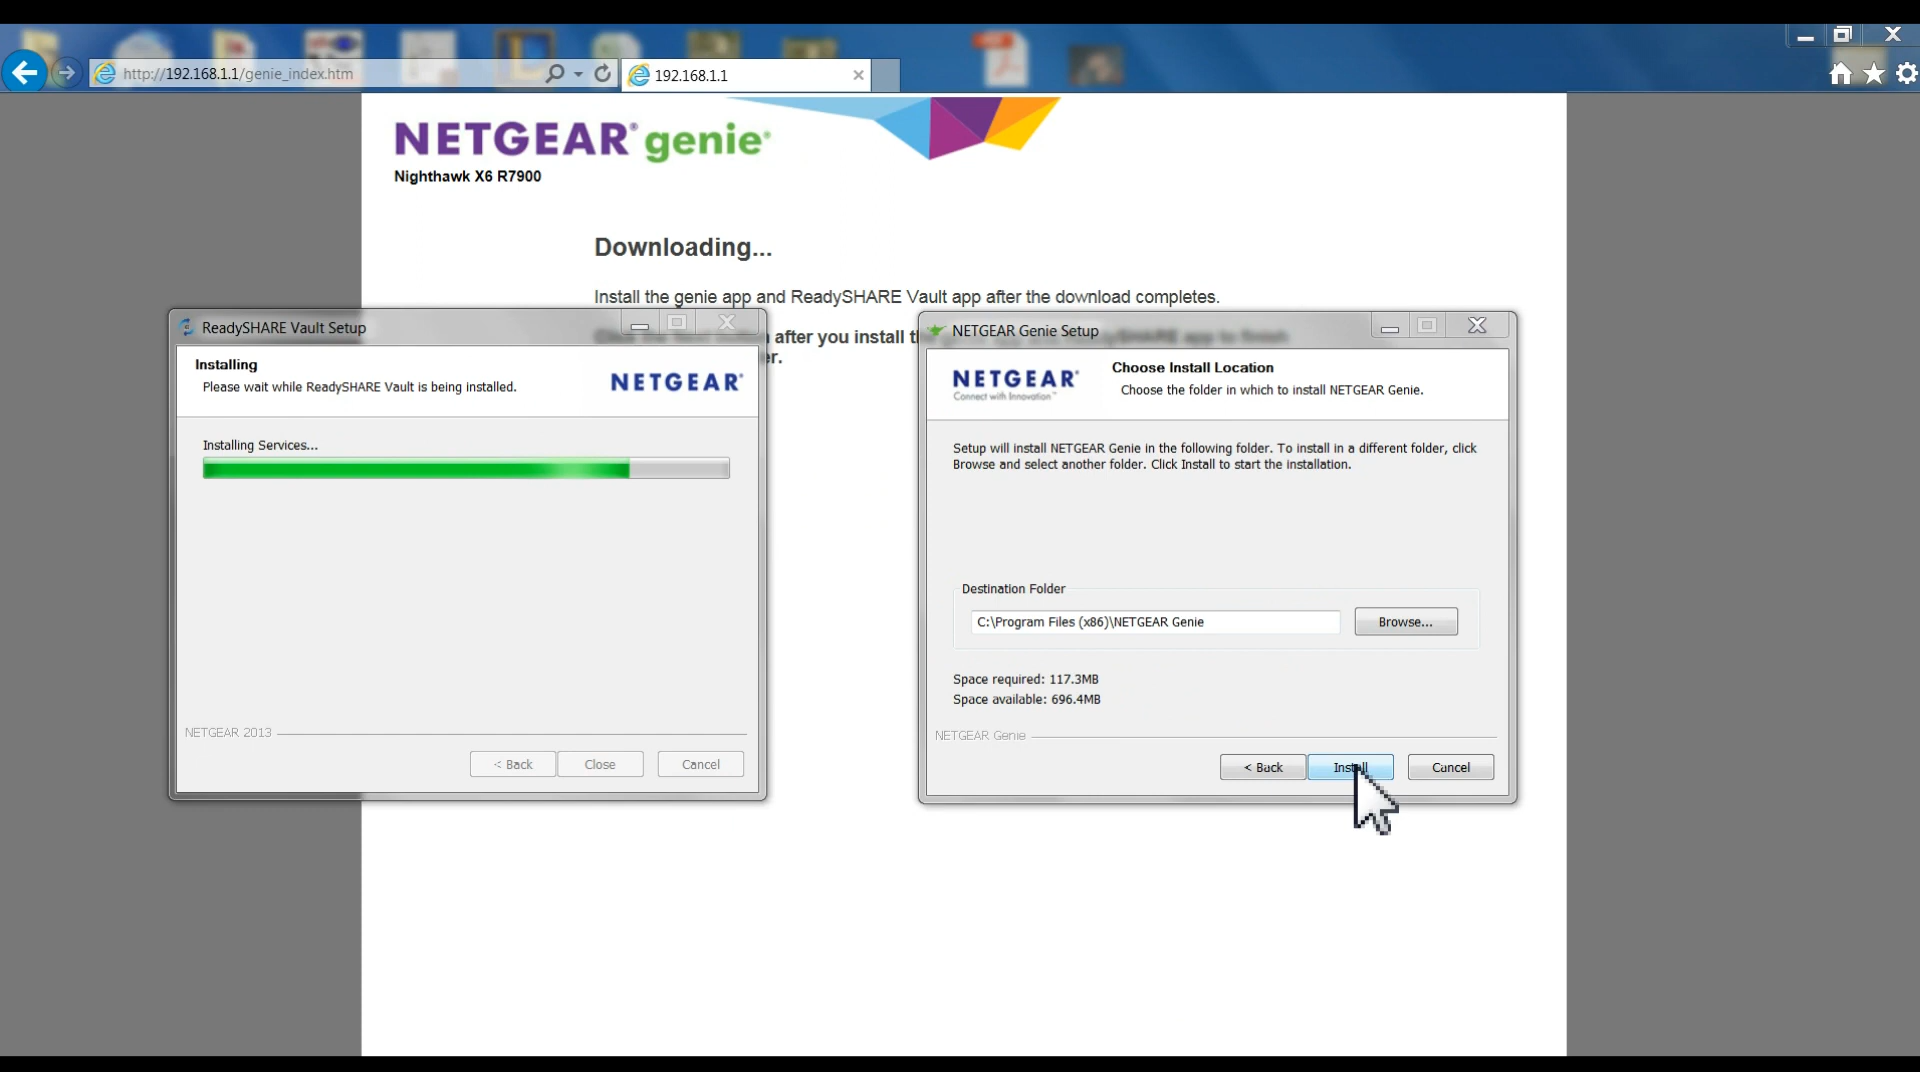 http://192.168.1.1/genie_index.htm
192.168.1.1
NETGEAR® genie®
Nighthawk X6 R7900
Downloading...
Install the genie app and ReadySHARE Vault app after the download completes.
after you install
er.
ReadySHARE Vault Setup
Installing
Please wait while ReadySHARE Vault is being installed.
NETGEAR®
Installing Services...
NETGEAR 2013
< Back
Close
Cancel
NETGEAR Genie Setup
NETGEAR®
Connect with Innovation™
Choose Install Location
Choose the folder in which to install NETGEAR Genie.
Setup will install NETGEAR Genie in the following folder. To install in a different folder, click
Browse and select another folder. Click Install to start the installation.
Destination Folder
C:\Program Files (x86)\NETGEAR Genie
Browse...
Space required: 117.3MB
Space available: 696.4MB
NETGEAR Genie
< Back
Install
Cancel